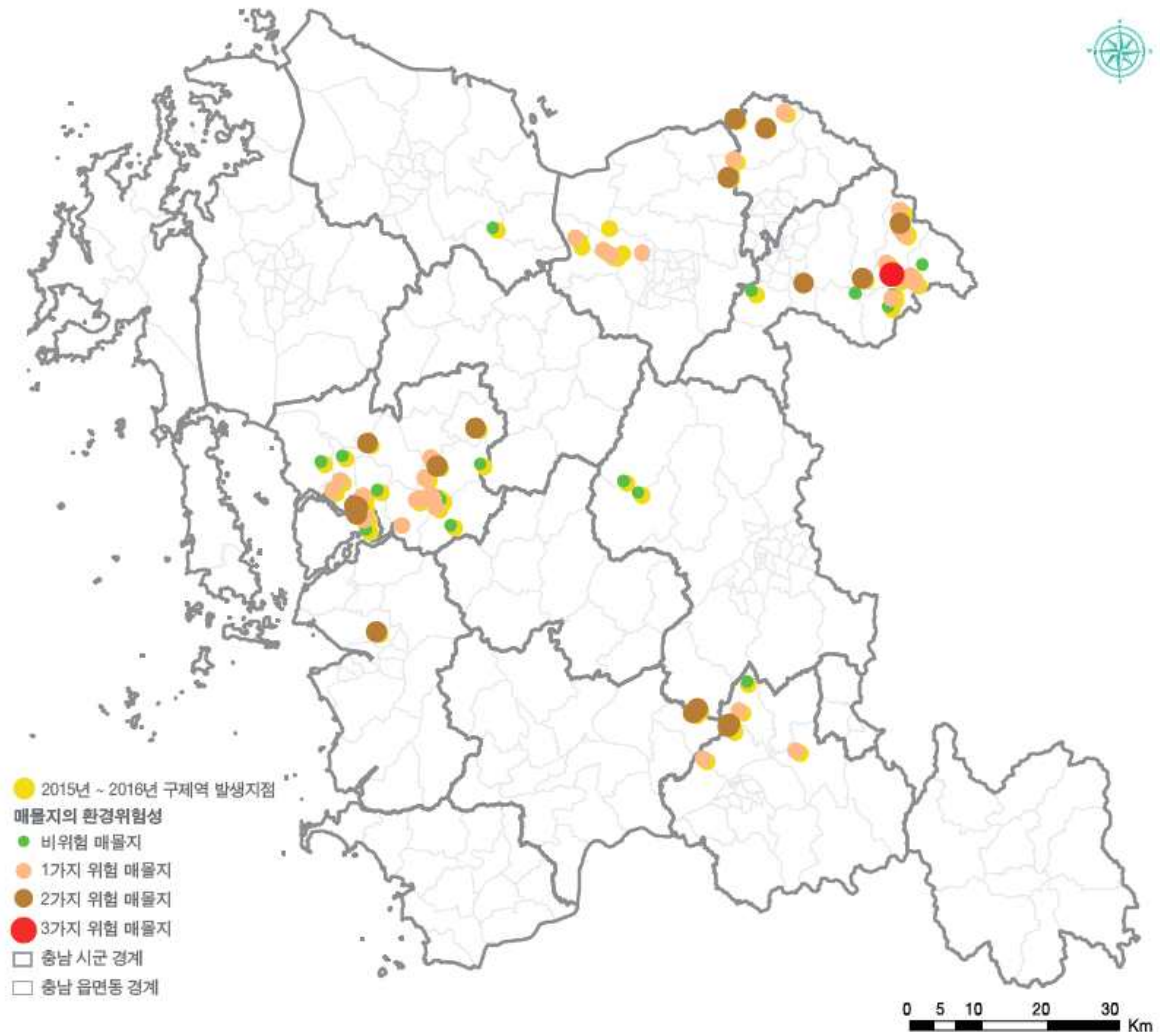 2015년 ~ 2016년 구제역 발생지점
매몰지의 환경위험성
비위험 매몰지
1가지 위험 매몰지
2가지 위험 매몰지
3가지 위험 매몰지
충남 시군 경계
충남 읍면동 경계
0 5 10 20 30
Km